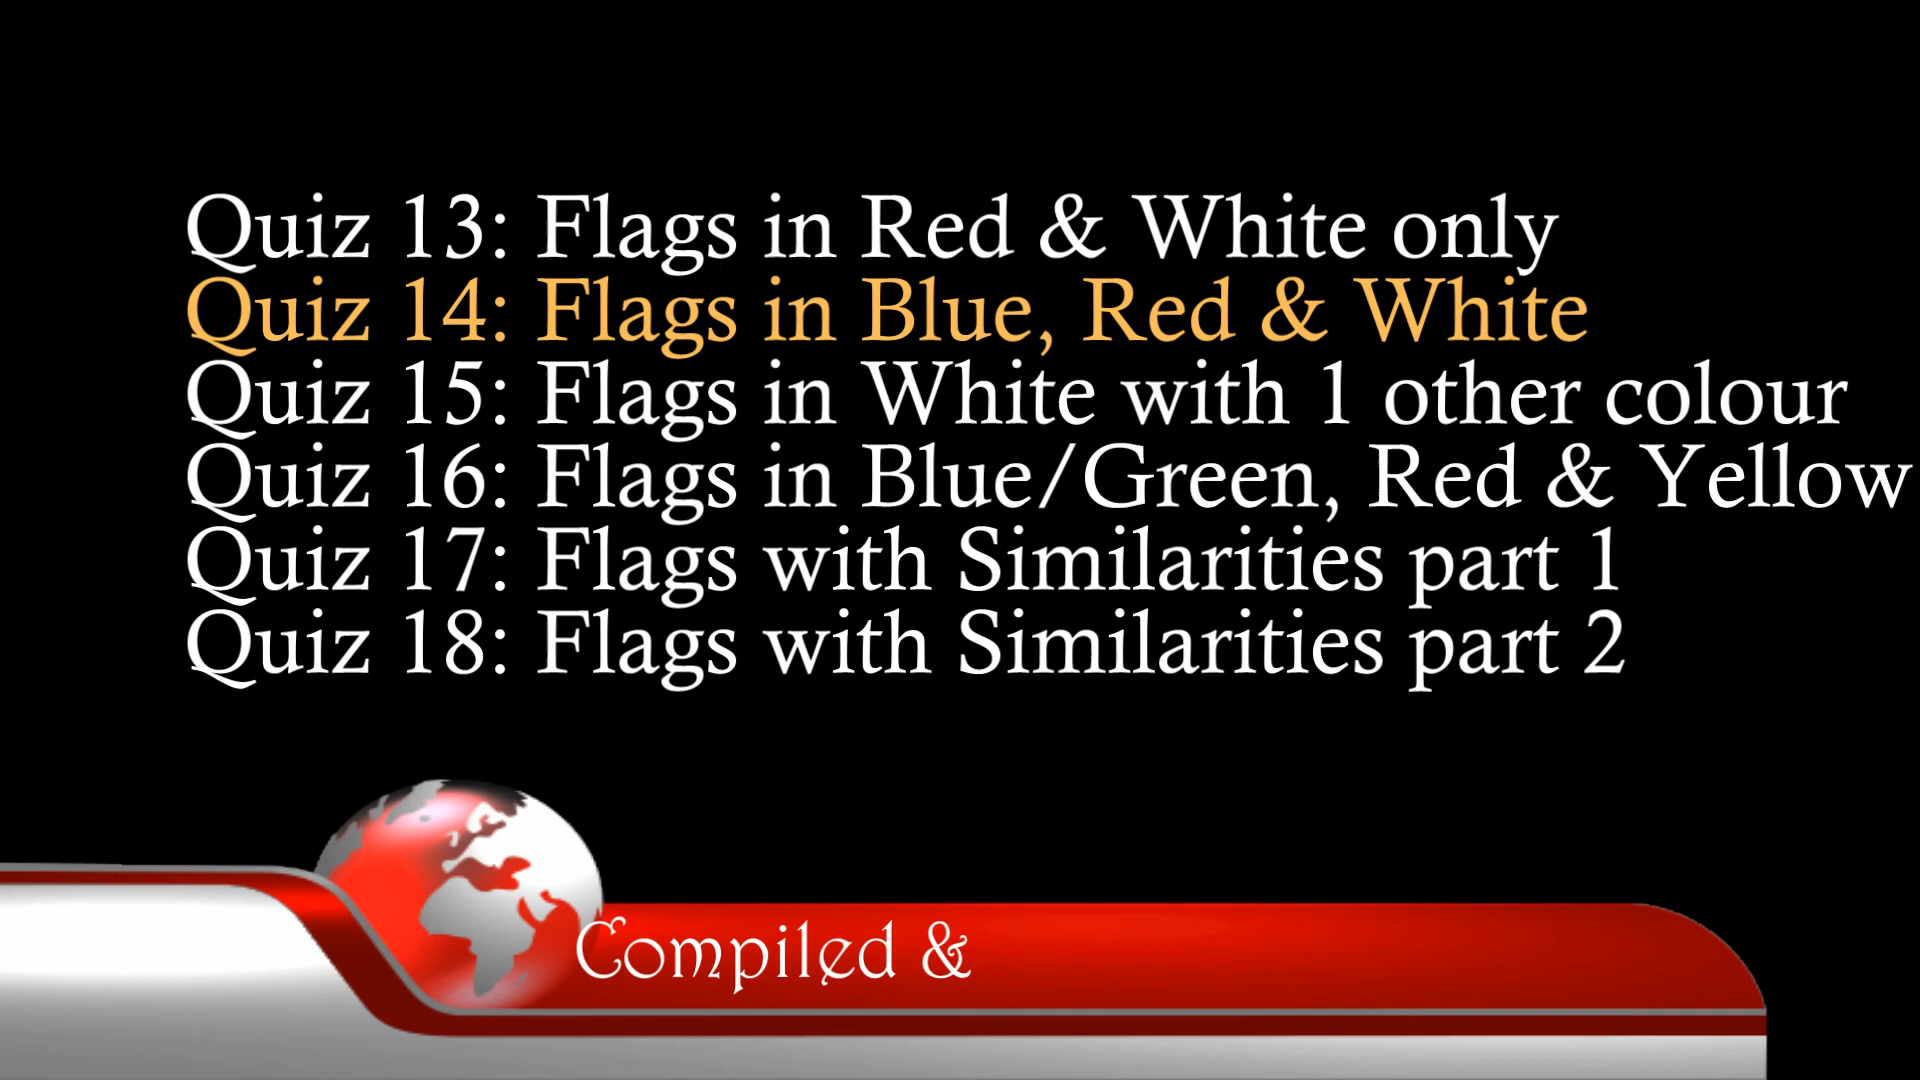 Quiz 13: Flags in Red & White only
Quiz 14: Flags in Blue, Red & White
Quiz 15: Flags in White with 1 other colour
Quiz 16: Flags in Blue/Green, Red & Yellow
Quiz 17: Flags with Similarities part 1
Quiz 18: Flags with Similarities part 2
Compiled &